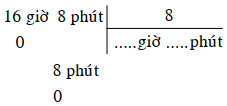 16 giờ 8 phút 8
0 .....giờ .....phút
8 phút
0